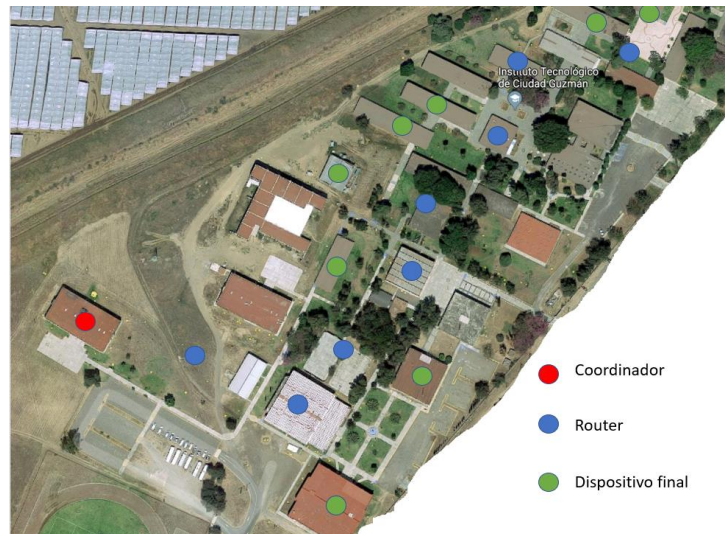 Instituto Tecnológico
de Ciudad Guzmán
Coordinador
Router
Dispositivo final